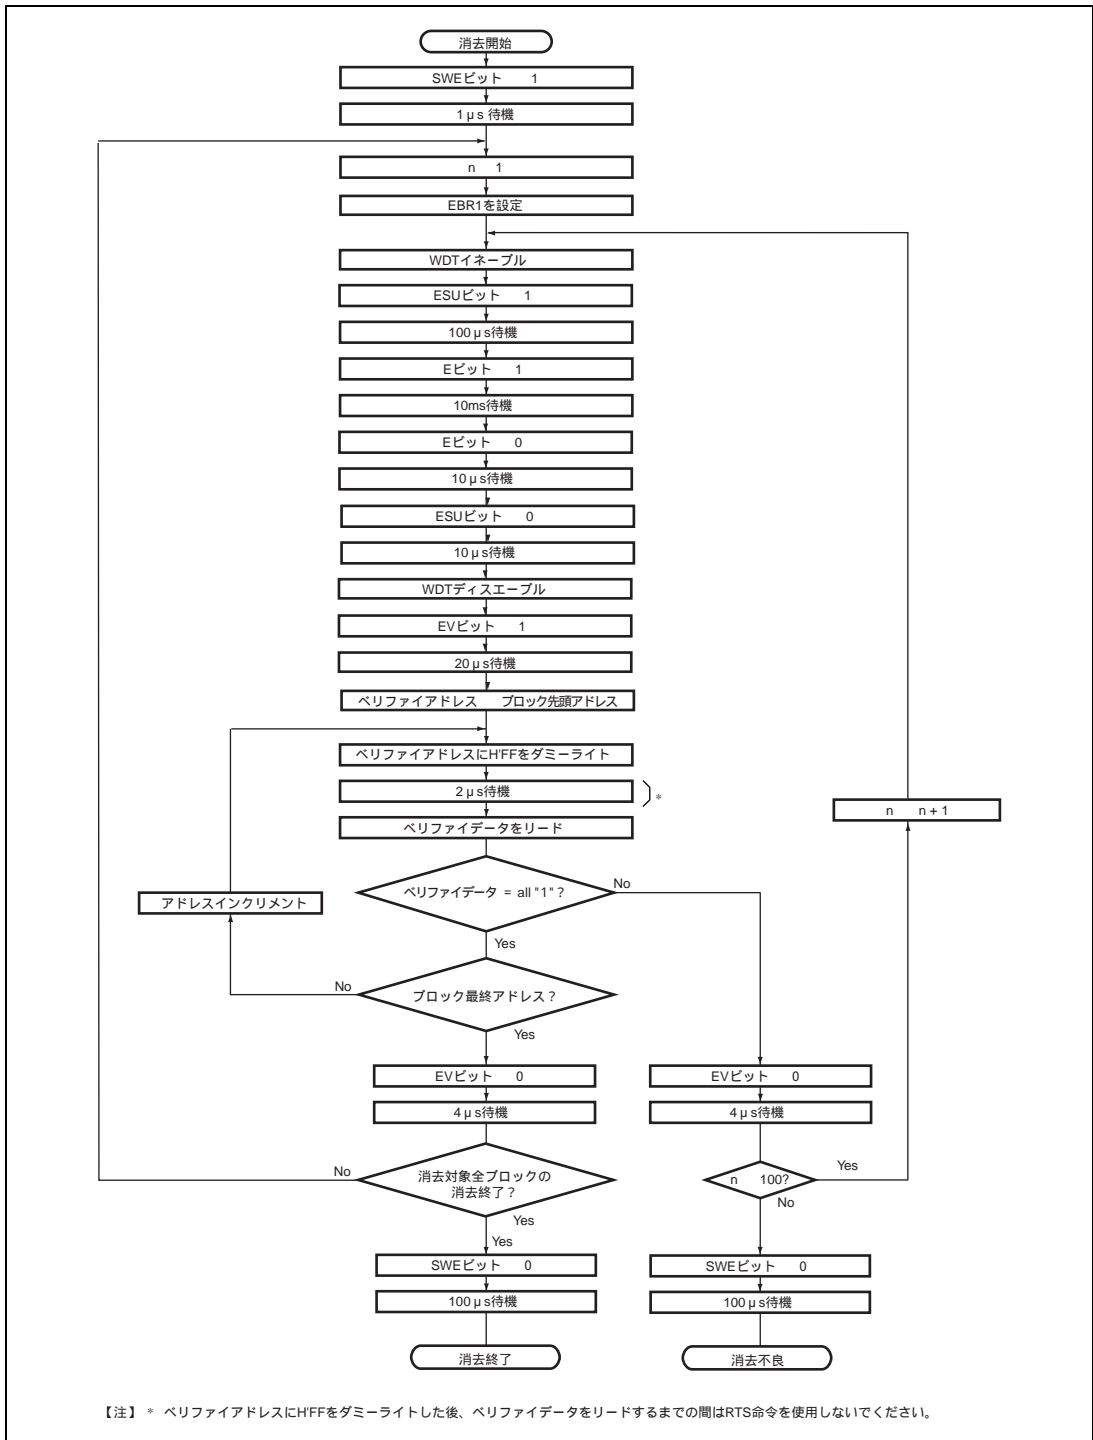 消去開始
SWEビット 1
1μs 待機
n 1
EBR1を設定
WDTイネーブル
ESUビット 1
100μs待機
Eビット 1
10ms待機
Eビット 0
10μs待機
ESUビット 0
10μs待機
WDTディスエーブル
EVビット 1
20μs待機
ベリファイアドレス ブロック先頭アドレス
ベリファイアドレスにH'FFをダミーライト
2μs待機
*
n n + 1
ベリファイデータをリード
ベリファイデータ = all "1" ?
No
アドレスインクリメント
Yes
No
ブロック最終アドレス?
Yes
EVビット 0
EVビット 0
4μs待機
4μs待機
No
消去対象全ブロックの
消去終了?
Yes
Yes
n 100?
Yes
No
SWEビット 0
SWEビット 0
100μs待機
100μs待機
消去終了
消去不良
【注】 * ベリファイアドレスにH'FFをダミーライトした後、ベリファイデータをリードするまでの間はRTS命令を使用しないでください。